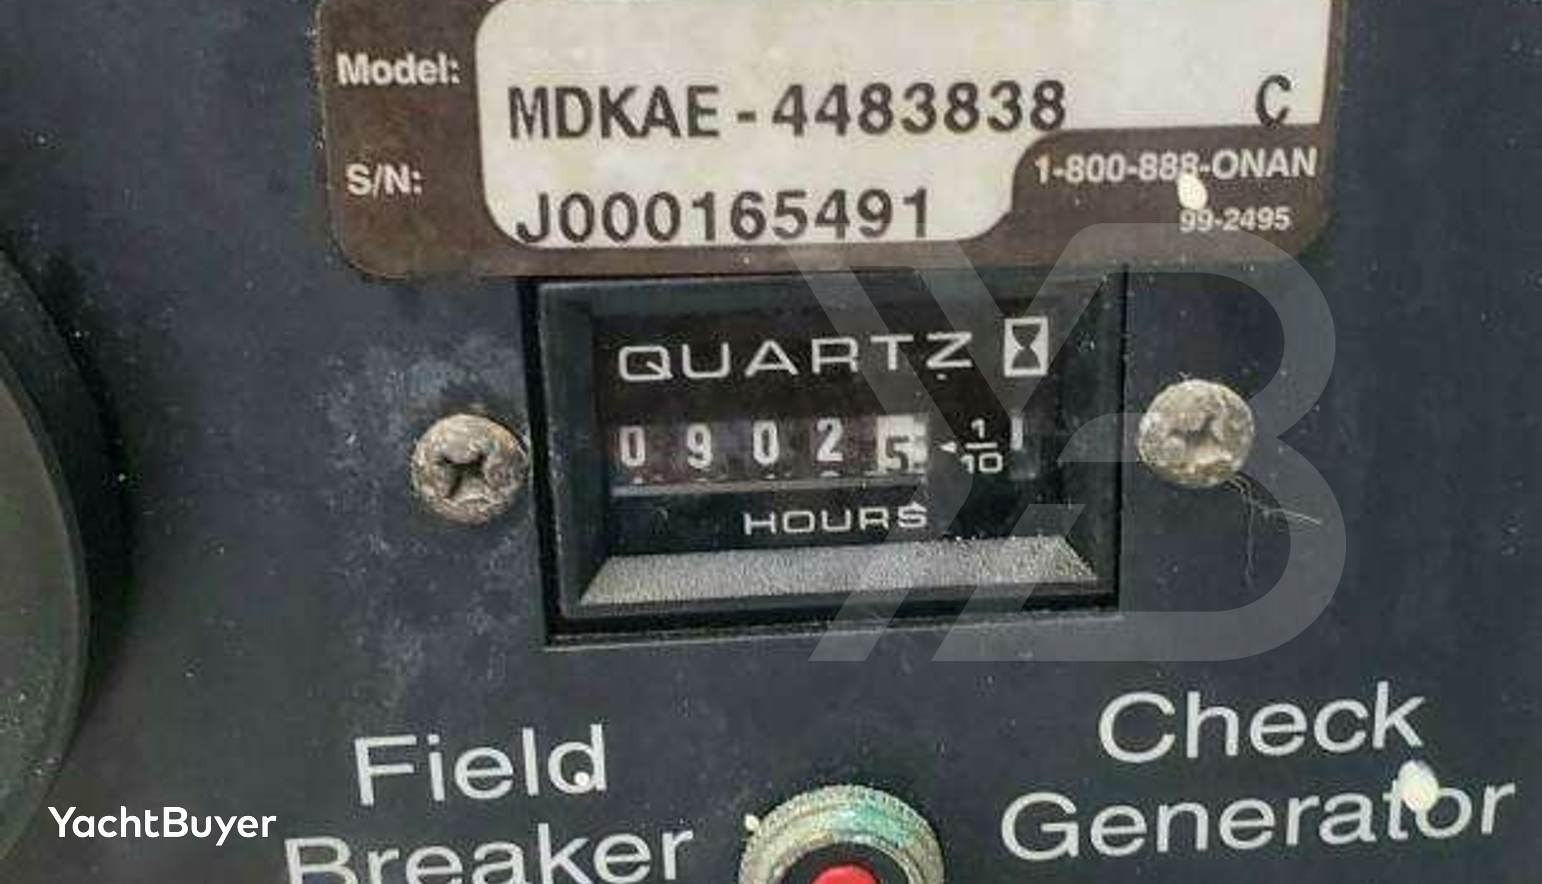 Model: MDKAE - 4483838 C
1-800-888-ONAN
S/N: J000165491
99-2495
QUARTZ
0 9 0 2 5 1/10
HOURS
Check
Generator
Field
Breaker
YachtBuyer